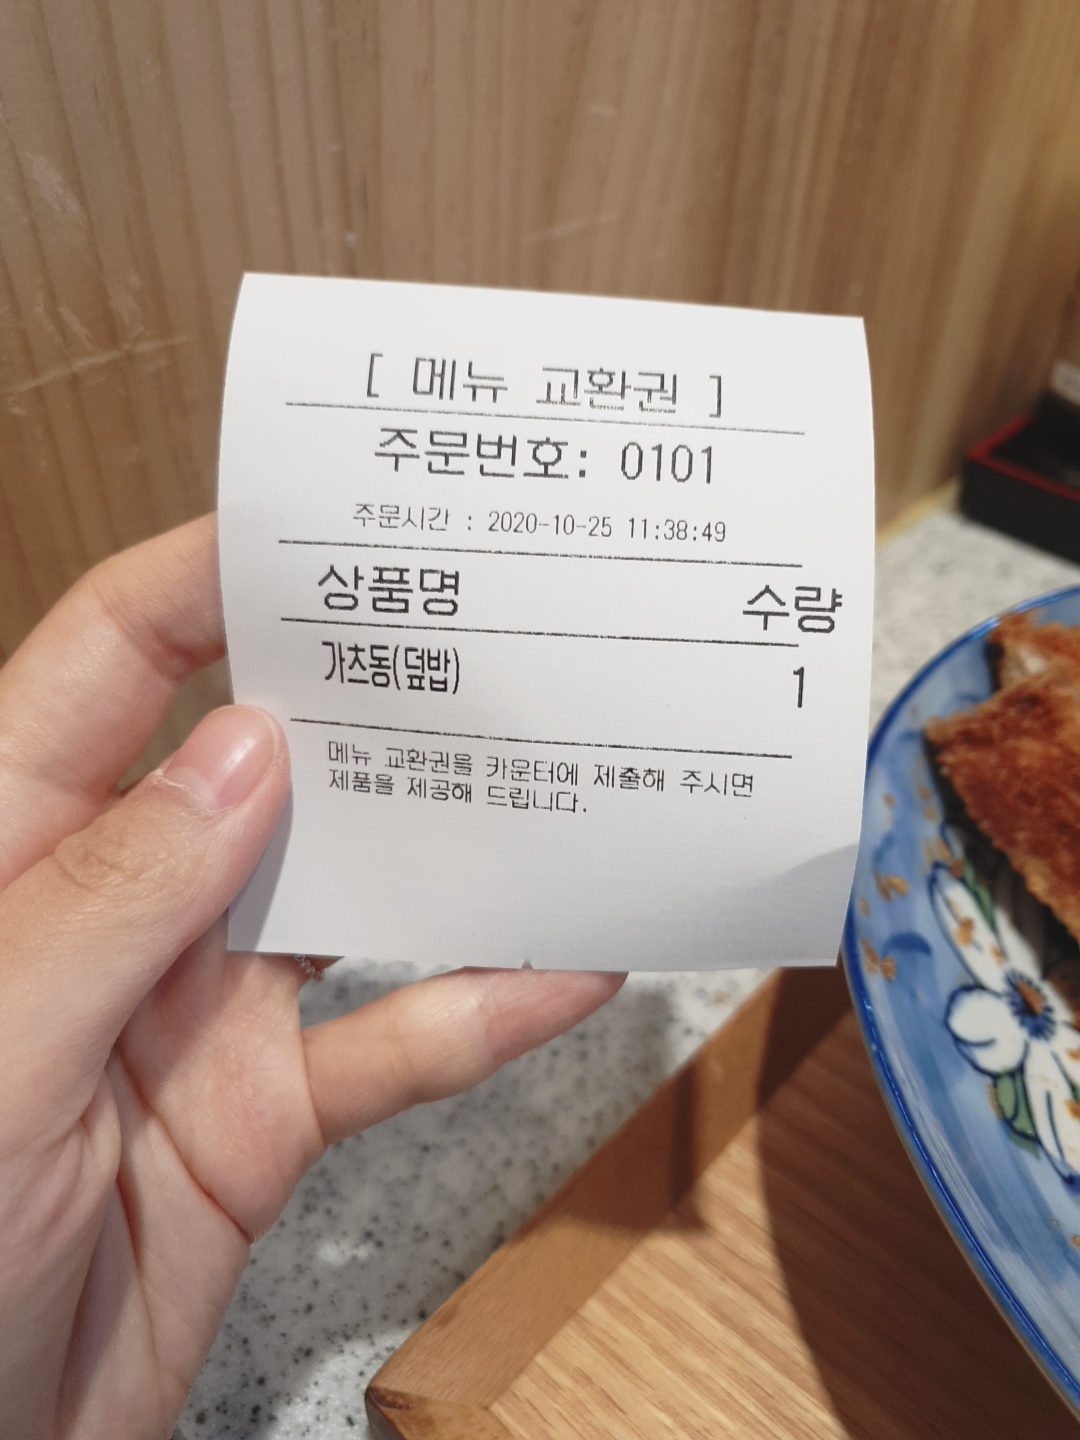 [ 메뉴 교환권 ]
주문번호: 0101
주문시간 : 2020-10-25 11:38:49
상품명 수량
가츠동(덮밥) 1
메뉴 교환권을 카운터에 제출해 주시면
제품을 제공해 드립니다.